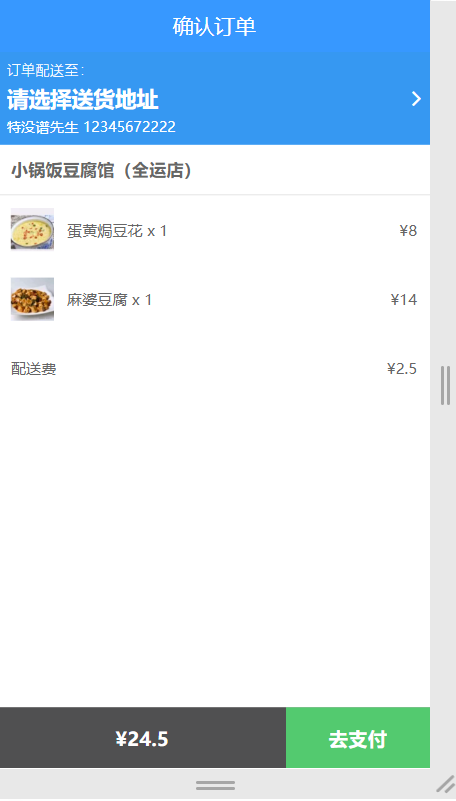 确认订单
订单配送至：
请选择送货地址
特没谱先生 12345672222
小锅饭豆腐馆（全运店）
蛋黄焗豆花 x 1 ¥8
麻婆豆腐 x 1 ¥14
配送费 ¥2.5
¥24.5 去支付